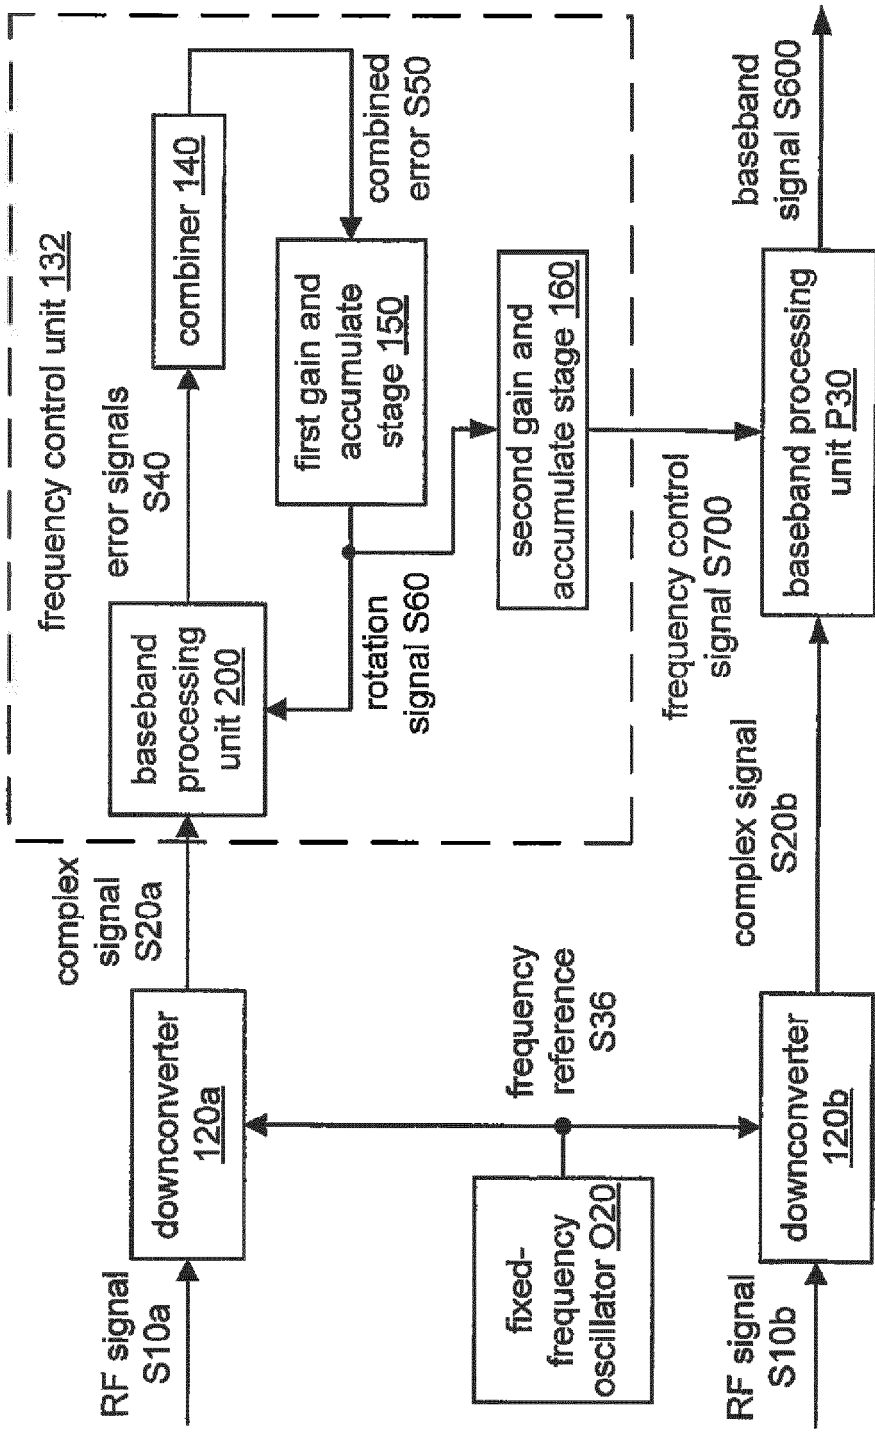 frequency control unit 132
RF signal
S10a
downconverter
120a
complex
signal
S20a
baseband
processing
unit 200
error signals
S40
combiner 140
combined
error S50
first gain and
accumulate
stage 150
rotation
signal S60
second gain and
accumulate stage 160
fixed-
frequency
oscillator O20
frequency
reference
S36
frequency control
signal S700
RF signal
S10b
downconverter
120b
complex signal
S20b
baseband processing
unit P30
baseband
signal S600